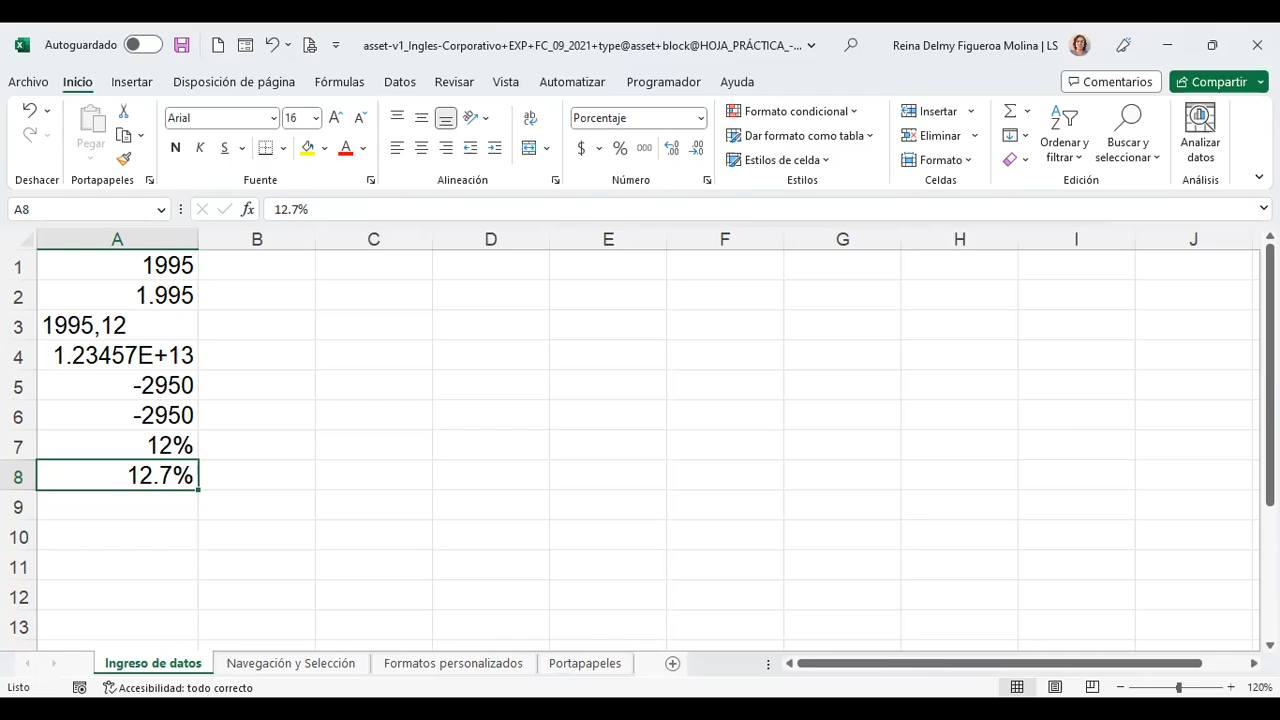 Autoguardado
asset-v1_Ingles-Corporativo+EXP+FC_09_2021+type@asset+block@HOJA_PRÁCTICA_-...
Reina Delmy Figueroa Molina | LS
Archivo Inicio Insertar Disposición de página Fórmulas Datos Revisar Vista Automatizar Programador Ayuda Comentarios Compartir
Pegar
Arial 16
N K S
Porcentaje
$ % 000
Formato condicional
Dar formato como tabla
Estilos de celda
Insertar
Eliminar
Formato
Ordenar y filtrar
Buscar y seleccionar
Analizar datos
Deshacer Portapapeles Fuente Alineación Número Estilos Celdas Edición Análisis
A8 fx 12.7%
A B C D E F G H I J
1 1995
2 1.995
3 1995,12
4 1.23457E+13
5 -2950
6 -2950
7 12%
8 12.7%
9
10
11
12
13
Ingreso de datos Navegación y Selección Formatos personalizados Portapapeles
Listo Accesibilidad: todo correcto 120%